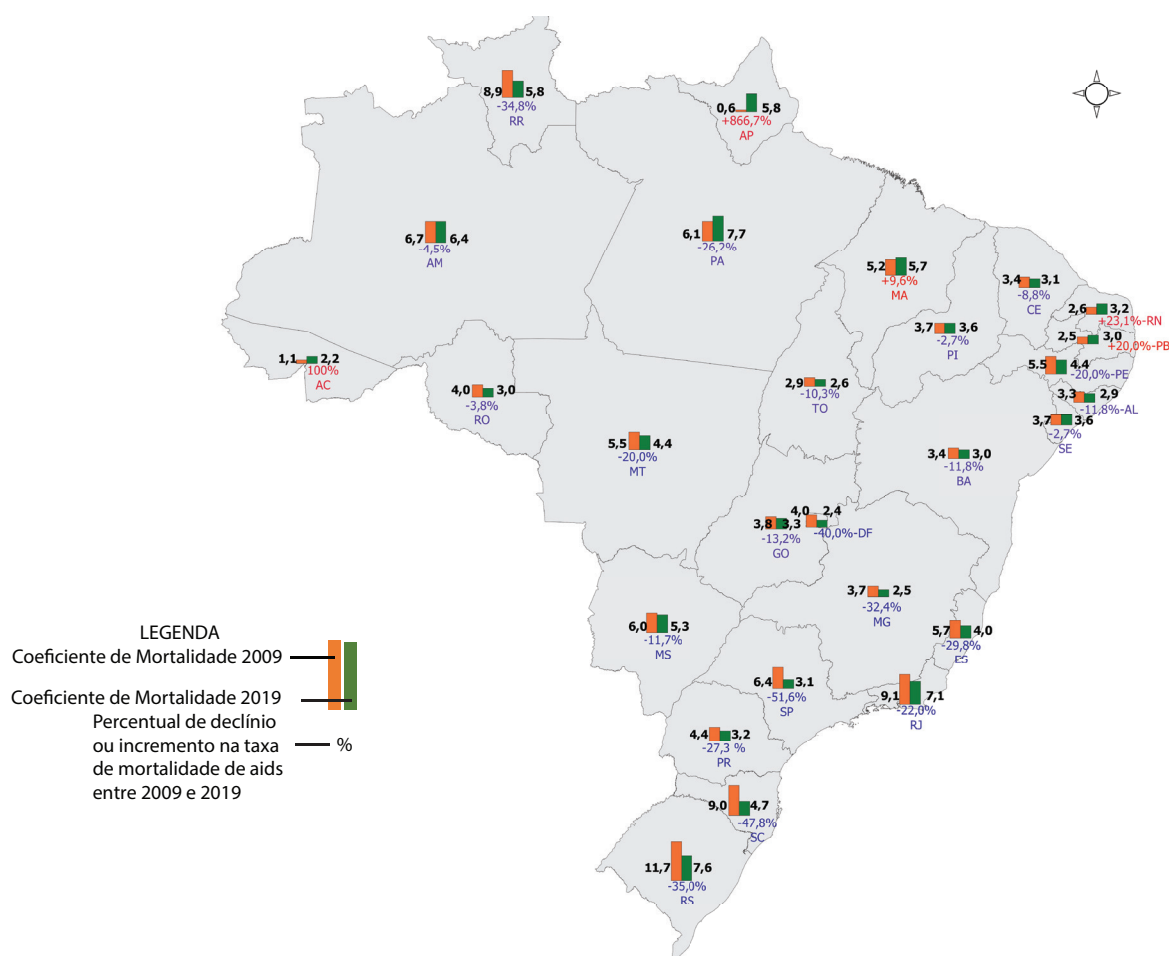 8,9 5,8
-34,8%
RR
0,6 5,8
+866,7%
AP
6,7 6,4
-4,5%
AM
6,1 7,7
-26,2%
PA
5,2 5,7
+9,6%
MA
3,4 3,1
-8,8%
CE
2,6 3,2
+23,1%-RN
3,7 3,6
-2,7%
PI
2,5 3,0
+20,0%-PB
5,5 4,4
-20,0%-PE
1,1 2,2
100%
AC
4,0 3,0
-3,8%
RO
2,9 2,6
-10,3%
TO
3,3 2,9
-11,8%-AL
3,7 3,6
-2,7%
SE
5,5 4,4
-20,0%
MT
3,4 3,0
-11,8%
BA
4,0 2,4
-40,0%-DF
3,8 3,3
-13,2%
GO
3,7 2,5
-32,4%
MG
6,0 5,3
-11,7%
MS
5,7 4,0
-29,8%
ES
6,4 3,1
-51,6%
SP
9,1 7,1
-22,0%
RJ
4,4 3,2
-27,3 %
PR
9,0 4,7
-47,8%
SC
11,7 7,6
-35,0%
RS
LEGENDA
Coeficiente de Mortalidade 2009
Coeficiente de Mortalidade 2019
Percentual de declínio
ou incremento na taxa %
de mortalidade de aids
entre 2009 e 2019